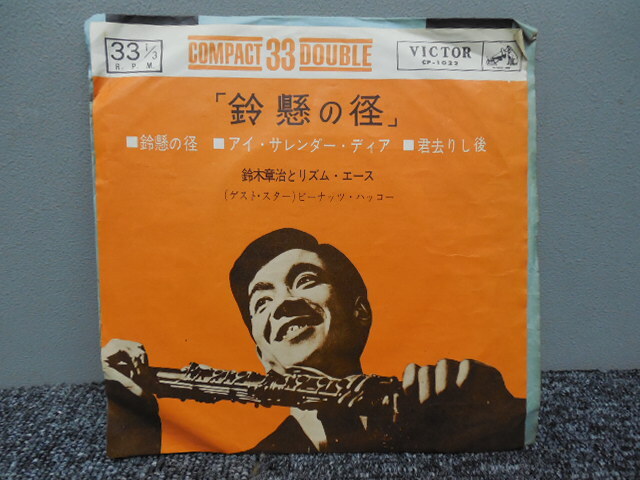 33 1/3
R.P.M.
COMPACT 33 DOUBLE
VICTOR
CP-1022
「鈴懸の径」
■鈴懸の径 ■アイ・サレンダー・ディア ■君去りし後
鈴木章治とリズム・エース
(ゲスト・スター)ピーナッツ・ハッコー